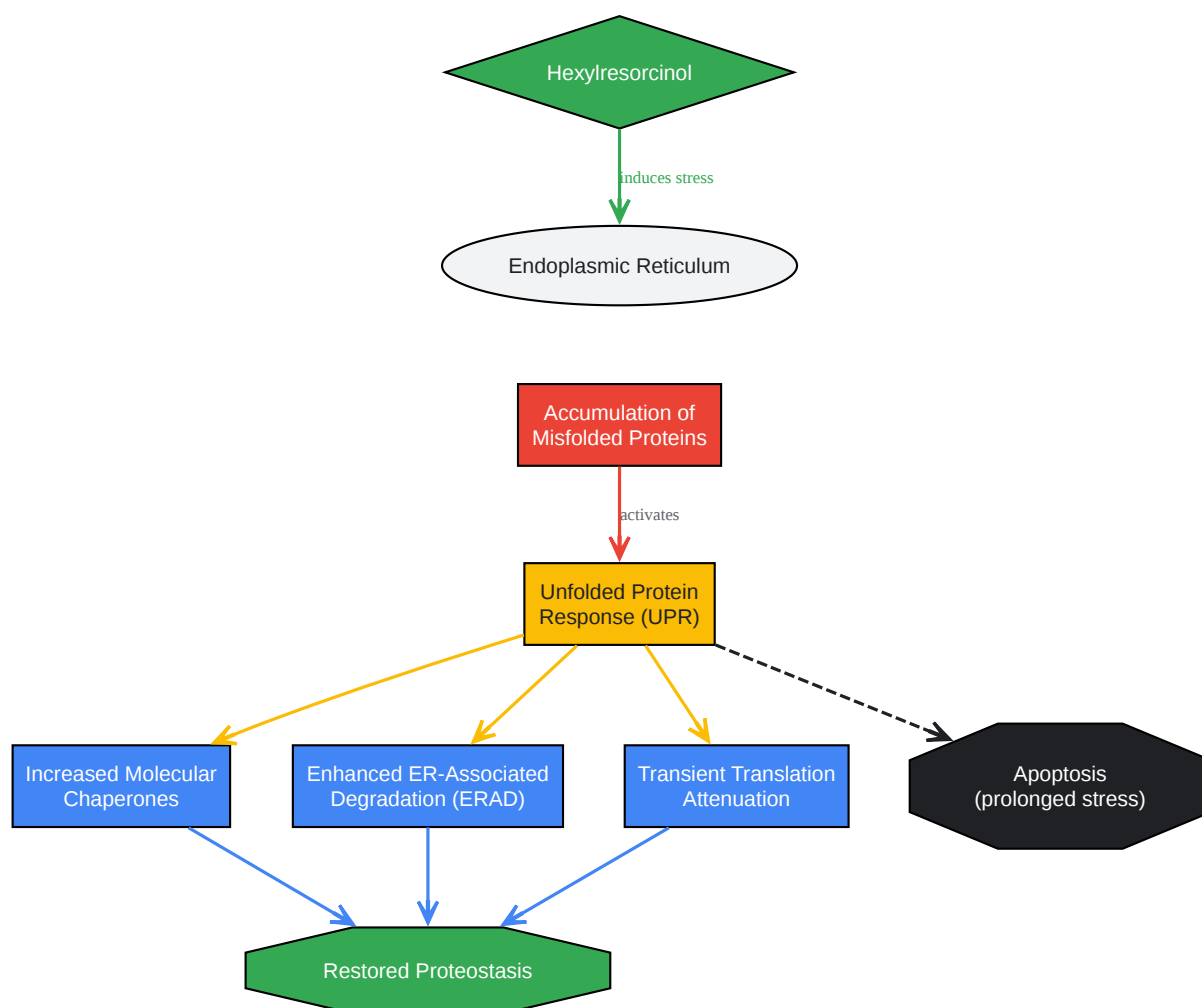 Hexylresorcinol
induces stress
Endoplasmic Reticulum
Accumulation of
Misfolded Proteins
activates
Unfolded Protein
Response (UPR)
Increased Molecular
Chaperones
Enhanced ER-Associated
Degradation (ERAD)
Transient Translation
Attenuation
Apoptosis
(prolonged stress)
Restored Proteostasis